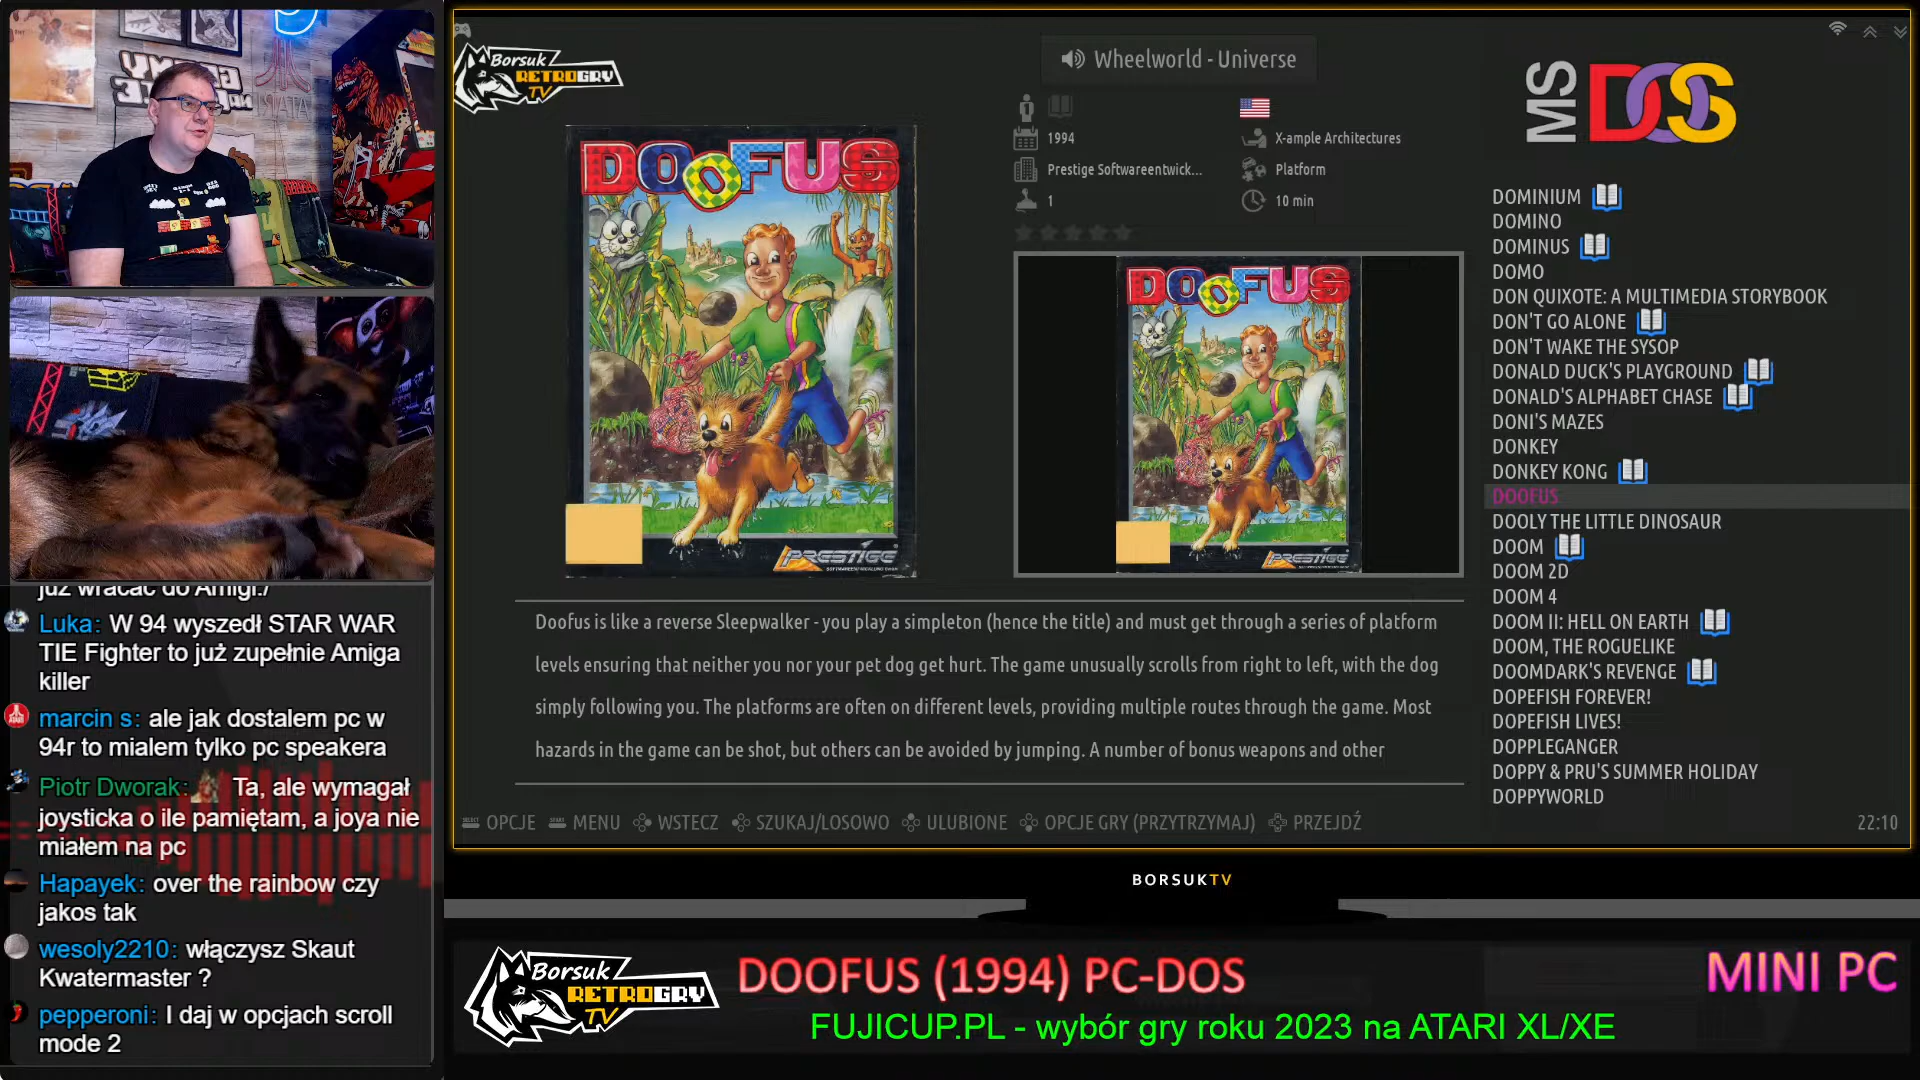 już wracac do Amigi:/
Luka: W 94 wyszedł STAR WAR
TIE Fighter to już zupełnie Amiga
killer
marcin s: ale jak dostalem pc w
94r to mialem tylko pc speakera
Piotr Dworak: Ta, ale wymagał
joysticka o ile pamiętam, a joya nie
miałem na pc
Hapayek: over the rainbow czy
jakos tak
wesoly2210: włączysz Skaut
Kwatermaster ?
pepperoni: I daj w opcjach scroll
mode 2
Borsuk
RETROGRY
TV
Wheelworld - Universe
1994
X-ample Architectures
Prestige Softwareentwick...
Platform
1
10 min
DOOFUS
PRESTIGE
DOOFUS
PRESTIGE
Doofus is like a reverse Sleepwalker - you play a simpleton (hence the title) and must get through a series of platform
levels ensuring that neither you nor your pet dog get hurt. The game unusually scrolls from right to left, with the dog
simply following you. The platforms are often on different levels, providing multiple routes through the game. Most
hazards in the game can be shot, but others can be avoided by jumping. A number of bonus weapons and other
MS DOS
DOMINIUM
DOMINO
DOMINUS
DOMO
DON QUIXOTE: A MULTIMEDIA STORYBOOK
DON'T GO ALONE
DON'T WAKE THE SYSOP
DONALD DUCK'S PLAYGROUND
DONALD'S ALPHABET CHASE
DONI'S MAZES
DONKEY
DONKEY KONG
DOOFUS
DOOLY THE LITTLE DINOSAUR
DOOM
DOOM 2D
DOOM 4
DOOM II: HELL ON EARTH
DOOM, THE ROGUELIKE
DOOMDARK'S REVENGE
DOPEFISH FOREVER!
DOPEFISH LIVES!
DOPPLEGANGER
DOPPY & PRU'S SUMMER HOLIDAY
DOPPYWORLD
OPCJE MENU WSTECZ SZUKAJ/LOSOWO ULUBIONE OPCJE GRY (PRZYTRZYMAJ) PRZEJDŹ
22:10
BORSUKTV
Borsuk
RETROGRY
TV
DOOFUS (1994) PC-DOS
MINI PC
FUJICUP.PL - wybór gry roku 2023 na ATARI XL/XE